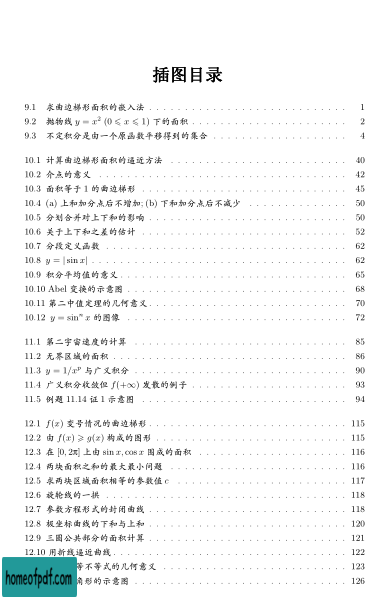 插图目录
9.1 求曲边梯形面积的嵌入法 . . . . . . . . . . . . . . . . . . . . 1
9.2 抛物线 y = x² (0 ⩽ x ⩽ 1) 下的面积 . . . . . . . . . . . . . . . . . . . . 2
9.3 不定积分是由一个原函数平移得到的集合 . . . . . . . . . . . . . . . . . . . . 4
10.1 计算曲边梯形面积的逼近方法 . . . . . . . . . . . . . . . . . . . . 40
10.2 介点的意义 . . . . . . . . . . . . . . . . . . . . 42
10.3 面积等于 1 的曲边梯形 . . . . . . . . . . . . . . . . . . . . 45
10.4 (a) 上和加分点后不增加; (b) 下和加分点后不减少 . . . . . . . . . . . . . . . . . . . . 50
10.5 分划合并对上下和的影响 . . . . . . . . . . . . . . . . . . . . 50
10.6 关于上下和之差的估计 . . . . . . . . . . . . . . . . . . . . 52
10.7 分段定义函数 . . . . . . . . . . . . . . . . . . . . 62
10.8 y = | sin x| . . . . . . . . . . . . . . . . . . . . 62
10.9 积分平均值的意义 . . . . . . . . . . . . . . . . . . . . 65
10.10 Abel 变换的示意图 . . . . . . . . . . . . . . . . . . . . 68
10.11 第二中值定理的几何意义 . . . . . . . . . . . . . . . . . . . . 70
10.12 y = sinⁿ x 的图像 . . . . . . . . . . . . . . . . . . . . 72
11.1 第二宇宙速度的计算 . . . . . . . . . . . . . . . . . . . . 85
11.2 无界区域的面积 . . . . . . . . . . . . . . . . . . . . 86
11.3 y = 1/xᵖ 与广义积分 . . . . . . . . . . . . . . . . . . . . 90
11.4 广义积分收敛但 f(+∞) 发散的例子 . . . . . . . . . . . . . . . . . . . . 93
11.5 例题 11.14 证 1 示意图 . . . . . . . . . . . . . . . . . . . . 94
12.1 f(x) 变号情况的曲边梯形 . . . . . . . . . . . . . . . . . . . . 115
12.2 由 f(x) ⩾ g(x) 构成的图形 . . . . . . . . . . . . . . . . . . . . 115
12.3 在 [0, 2π] 上由 sin x, cos x 围成的面积 . . . . . . . . . . . . . . . . . . . . 116
12.4 两块面积之和的最大最小问题 . . . . . . . . . . . . . . . . . . . . 116
12.5 求两块区域面积相等的参数值 c . . . . . . . . . . . . . . . . . . . . 117
12.6 旋轮线的一拱 . . . . . . . . . . . . . . . . . . . . 118
12.7 参数方程形式的封闭曲线 . . . . . . . . . . . . . . . . . . . . 118
12.8 极坐标曲线的下和与上和 . . . . . . . . . . . . . . . . . . . . 120
12.9 三圆公共部分的面积计算 . . . . . . . . . . . . . . . . . . . . 121
12.10 用折线逼近曲线 . . . . . . . . . . . . . . . . . . . . 122
等不等式的几何意义 . . . . . . . . . . . . . . . . . . . . 123
角形的示意图 . . . . . . . . . . . . . . . . . . . . 126
homeofpdf.com